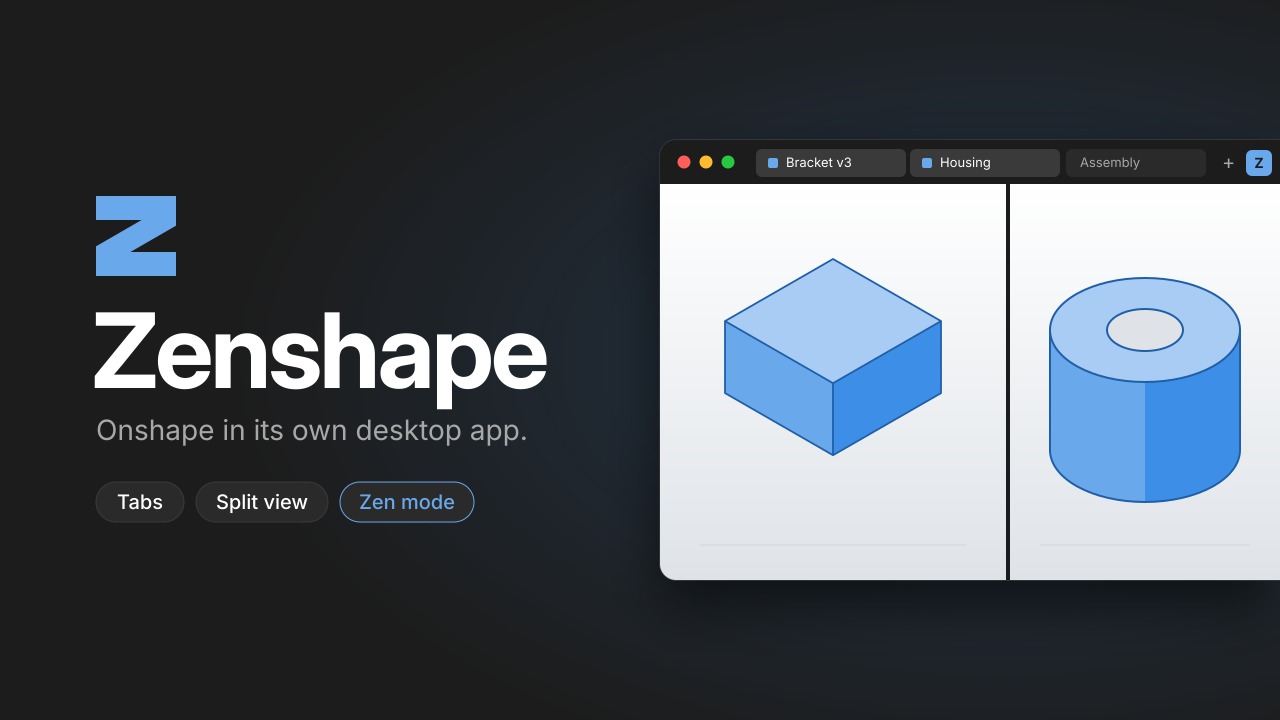 Z
Zenshape
Onshape in its own desktop app.
Tabs Split view Zen mode
Bracket v3 Housing Assembly + Z